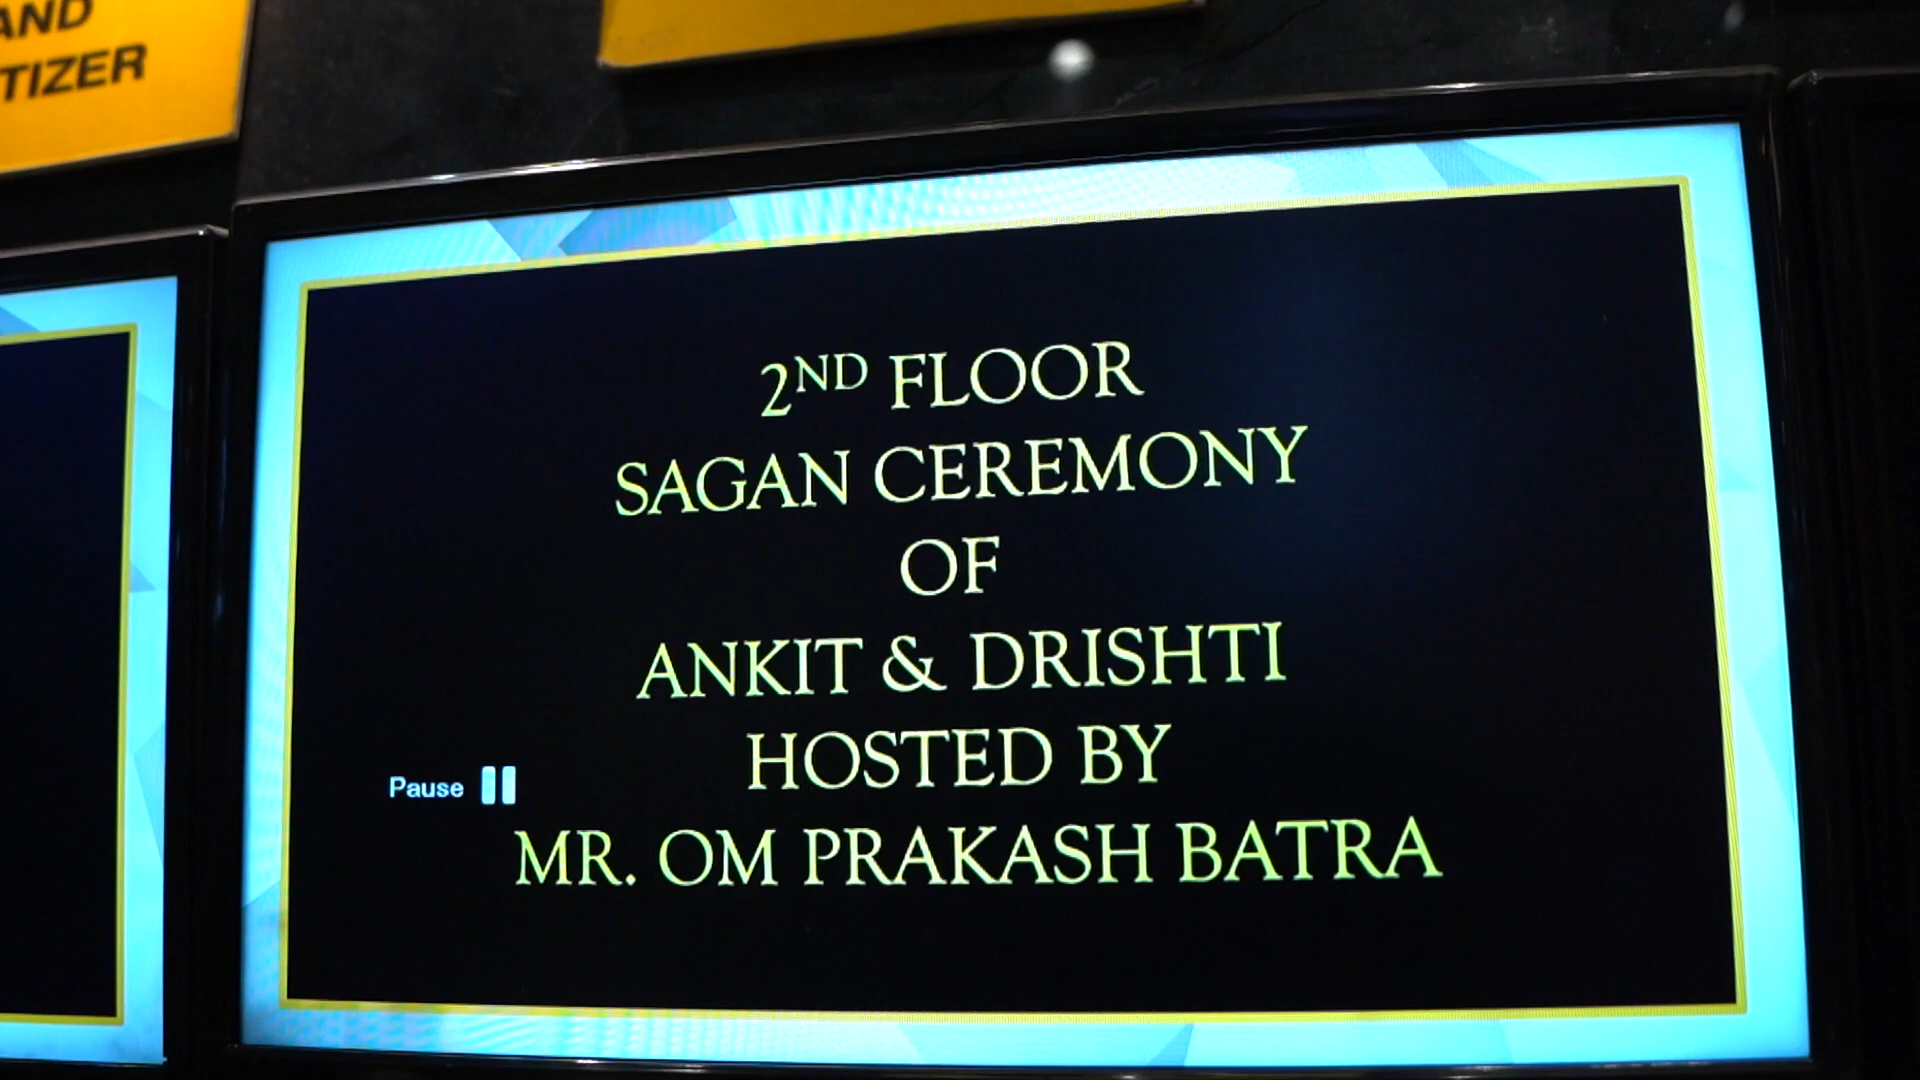 AND
TIZER
2ND FLOOR
SAGAN CEREMONY
OF
ANKIT & DRISHTI
HOSTED BY
Pause
MR. OM PRAKASH BATRA